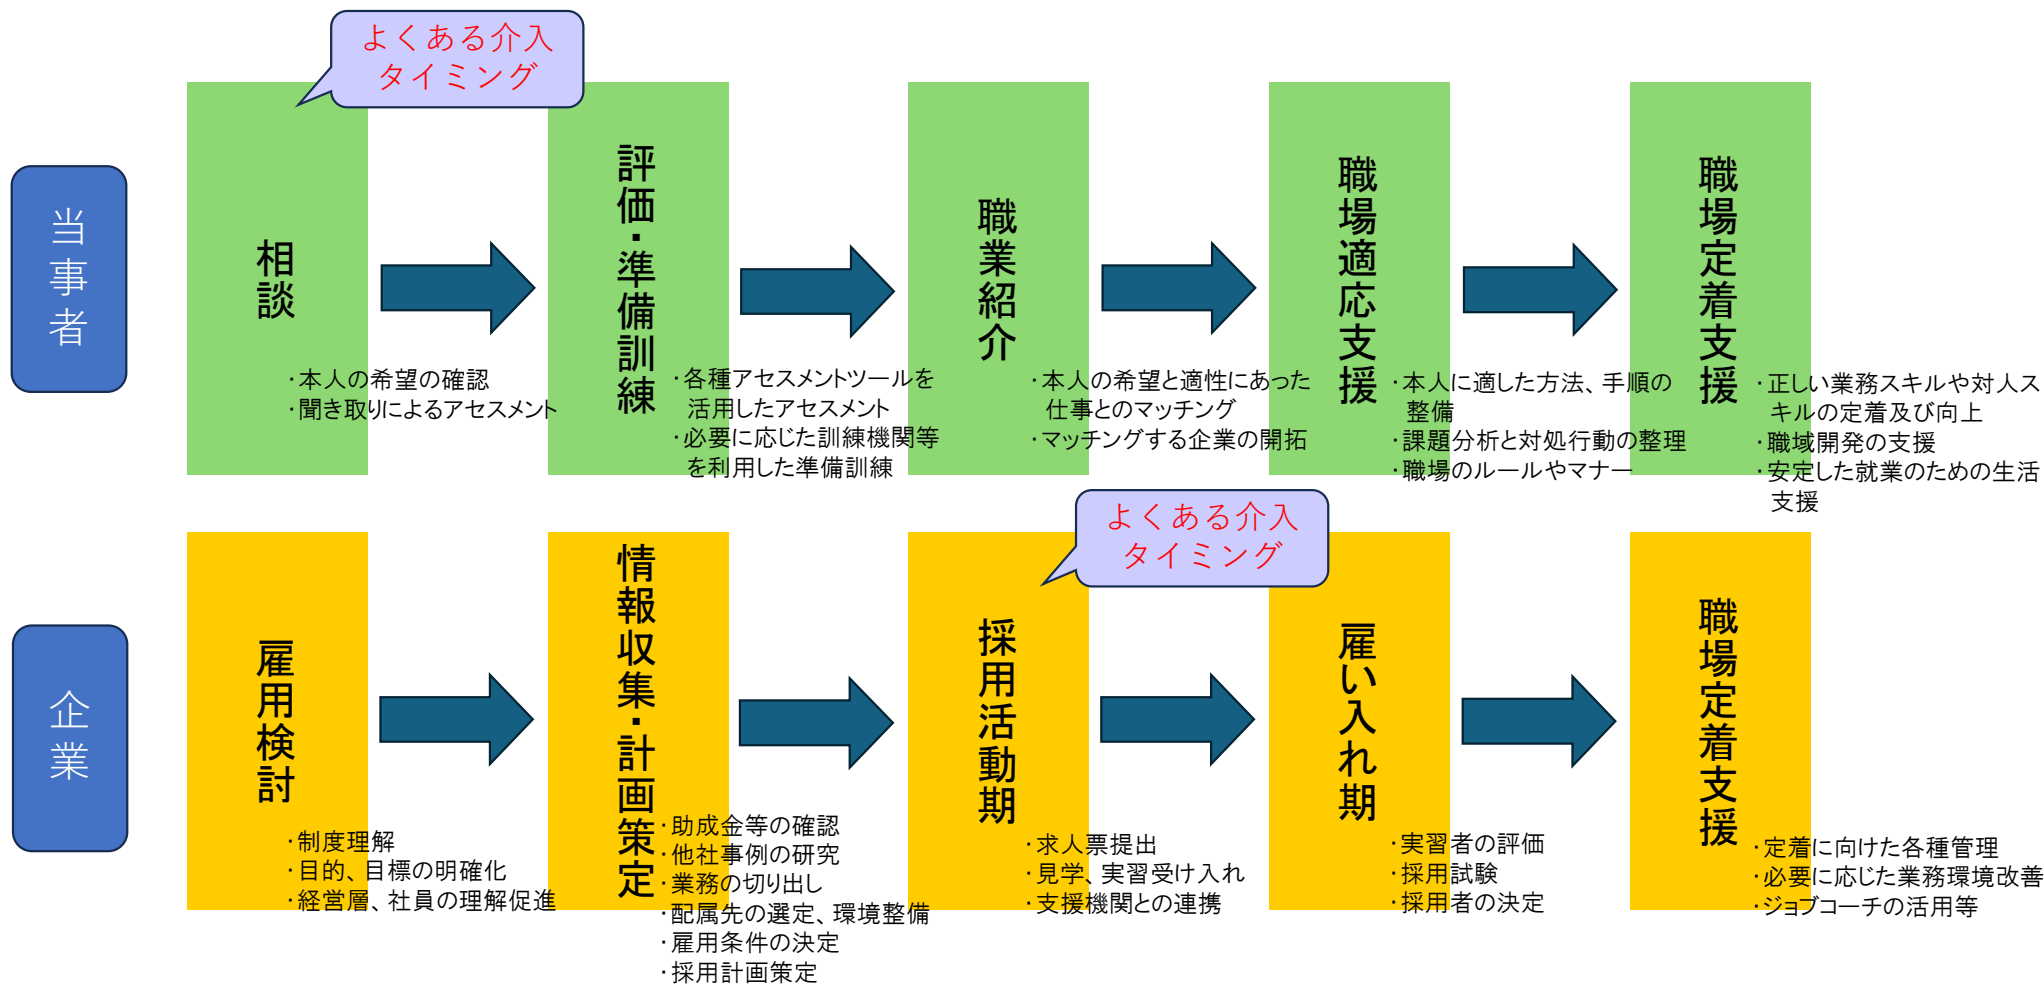 よくある介入
タイミング
当事者
相談
・本人の希望の確認
・聞き取りによるアセスメント
評価・準備訓練
・各種アセスメントツールを
活用したアセスメント
・必要に応じた訓練機関等
を利用した準備訓練
職業紹介
・本人の希望と適性にあった
仕事とのマッチング
・マッチングする企業の開拓
職場適応支援
・本人に適した方法、手順の
整備
・課題分析と対処行動の整理
・職場のルールやマナー
職場定着支援
・正しい業務スキルや対人ス
キルの定着及び向上
・職域開発の支援
・安定した就業のための生活
支援
よくある介入
タイミング
企業
雇用検討
・制度理解
・目的、目標の明確化
・経営層、社員の理解促進
情報収集・計画策定
・助成金等の確認
・他社事例の研究
・業務の切り出し
・配属先の選定、環境整備
・雇用条件の決定
・採用計画策定
採用活動期
・求人票提出
・見学、実習受け入れ
・支援機関との連携
雇い入れ期
・実習者の評価
・採用試験
・採用者の決定
職場定着支援
・定着に向けた各種管理
・必要に応じた業務環境改善
・ジョブコーチの活用等